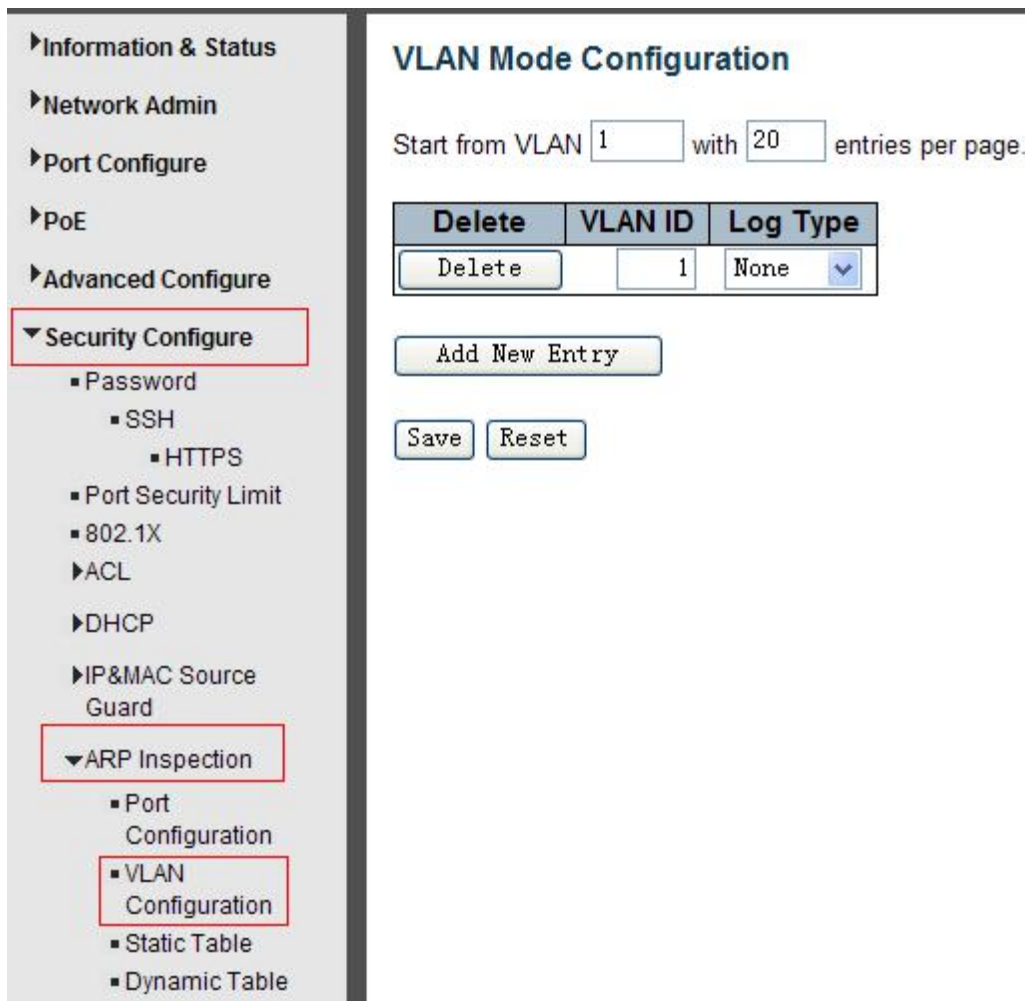 Information & Status
Network Admin
Port Configure
PoE
Advanced Configure
Security Configure
Password
SSH
HTTPS
Port Security Limit
802.1X
ACL
DHCP
IP&MAC Source
Guard
ARP Inspection
Port
Configuration
VLAN
Configuration
Static Table
Dynamic Table
VLAN Mode Configuration
Start from VLAN 1 with 20 entries per page.
Delete VLAN ID Log Type
Delete 1 None
Add New Entry
Save Reset